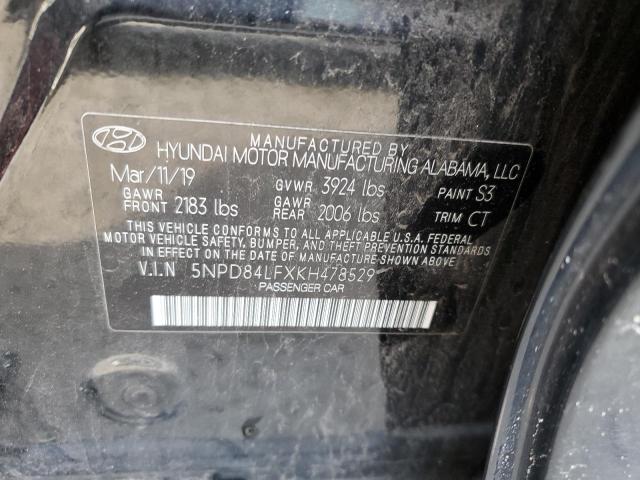 MANUFACTURED BY
HYUNDAI MOTOR MANUFACTURING ALABAMA, LLC
Mar/11/19 GVWR 3924 lbs PAINT S3
GAWR FRONT 2183 lbs GAWR REAR 2006 lbs TRIM CT
THIS VEHICLE CONFORMS TO ALL APPLICABLE U.S.A FEDERAL
MOTOR VEHICLE SAFETY, BUMPER, AND THEFT PREVENTION STANDARDS
IN EFFECT ON THE DATE OF MANUFACTURE SHOWN ABOVE.
V.I.N 5NPD84LFXKH478529
PASSENGER CAR